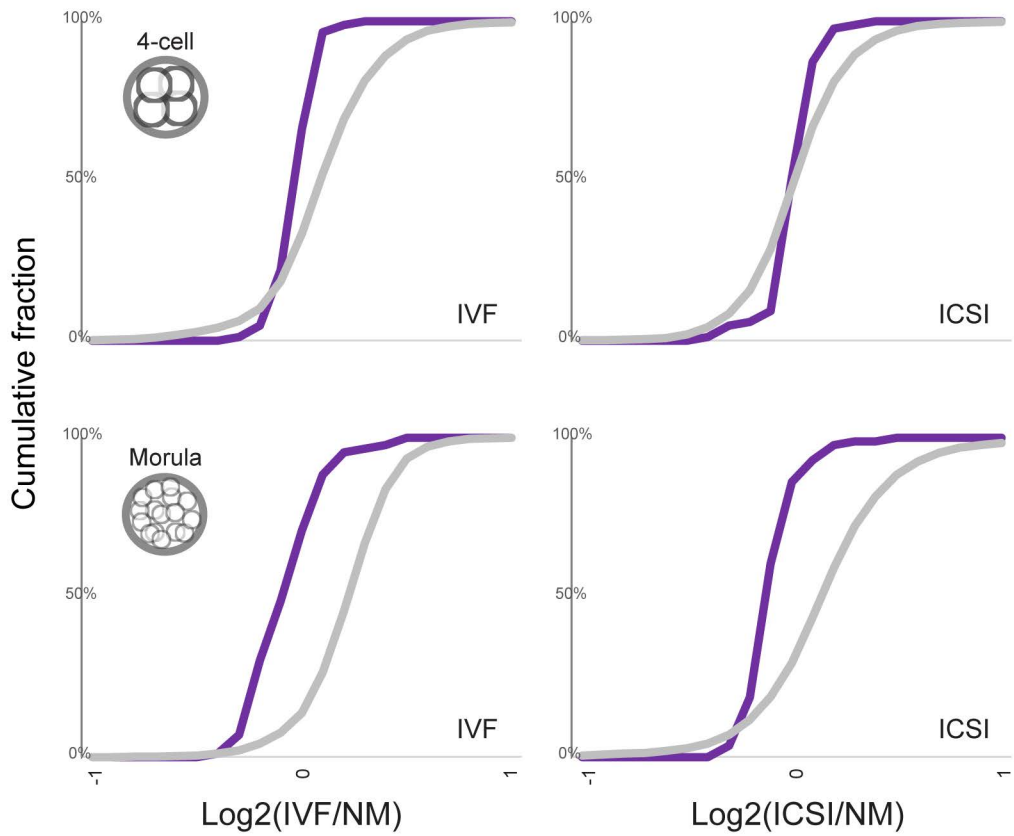 Cumulative fraction
100%
4-cell
50%
0%
IVF
100%
50%
0%
ICSI
100%
Morula
50%
0%
IVF
-1
0
1
Log2(IVF/NM)
100%
50%
0%
ICSI
-1
0
1
Log2(ICSI/NM)